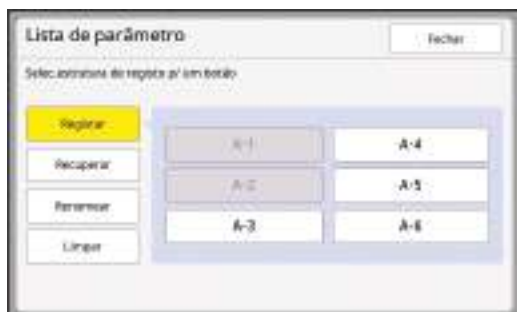 Lista de parâmetro
Fechar
Selec. estrutura de registo p/ um botão
Registar
Recuperar
Renomear
Limpar
A-1
A-2
A-3
A-4
A-5
A-6